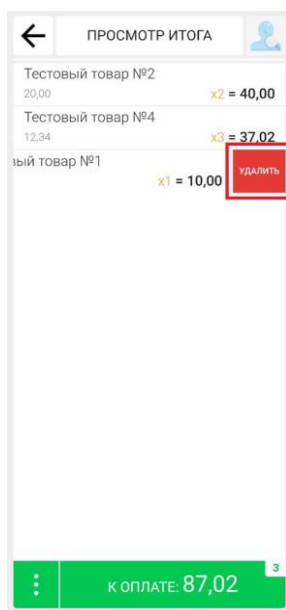 ПРОСМОТР ИТОГА
Тестовый товар №2
20,00 x2 = 40,00
Тестовый товар №4
12,34 x3 = 37,02
вый товар №1
x1 = 10,00 УДАЛИТЬ
3
К ОПЛАТЕ: 87,02